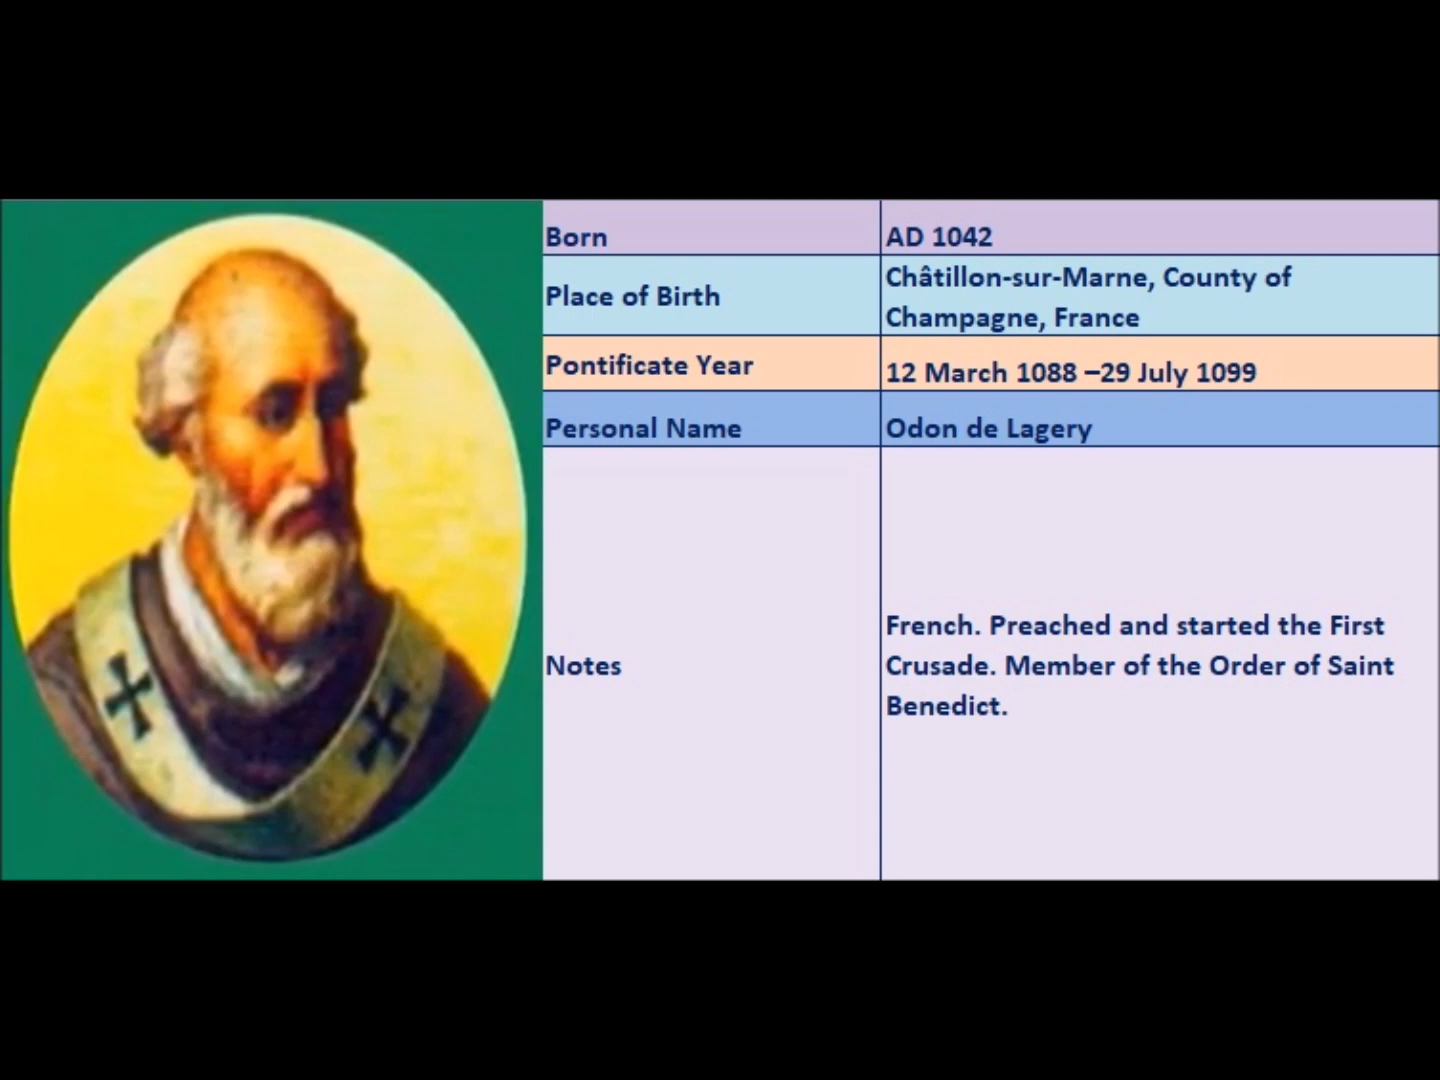 Born
AD 1042
Place of Birth
Châtillon-sur-Marne, County of
Champagne, France
Pontificate Year
12 March 1088 –29 July 1099
Personal Name
Odon de Lagery
Notes
French. Preached and started the First
Crusade. Member of the Order of Saint
Benedict.